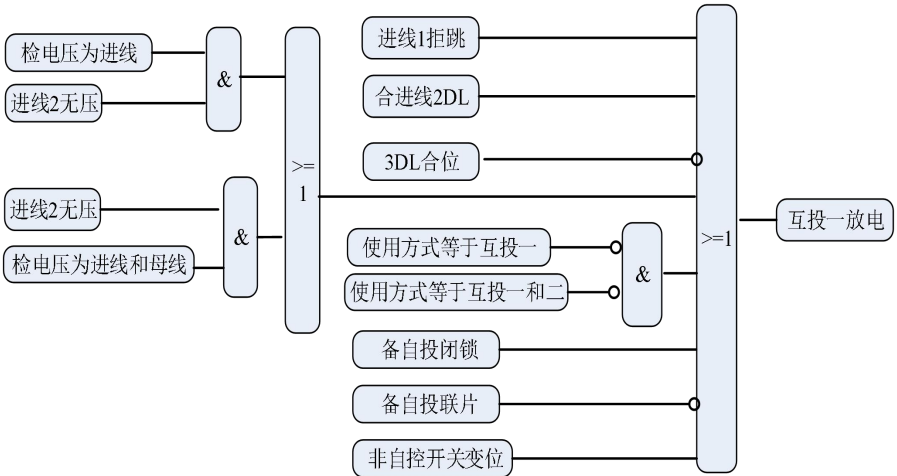 检电压为进线
进线2无压
&
进线2无压
检电压为进线和母线
&
>=
1
进线1拒跳
合进线2DL
3DL合位
使用方式等于互投一
使用方式等于互投一和二
&
备自投闭锁
备自投联片
非自控开关变位
>=1
互投一放电